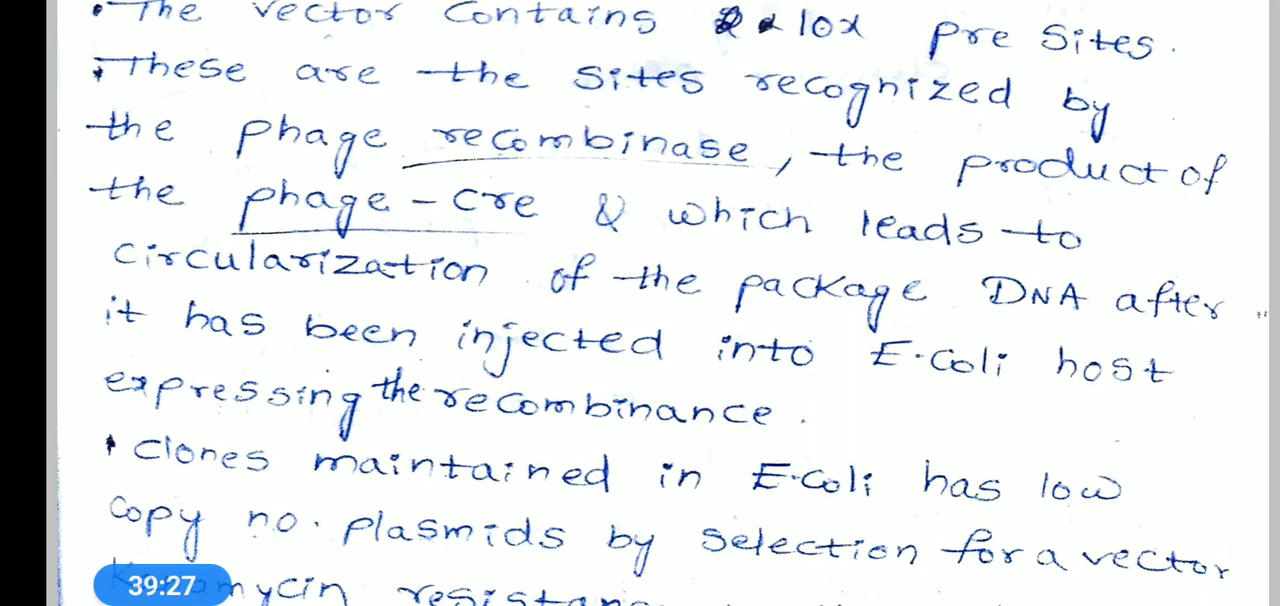 • The vector contains 2 lox pre Sites.
• These are the Sites recognized by
the phage recombinase, the product of
the phage - cre & which leads to
Circularization of the package DNA after
it has been injected into E.Coli host
expressing the recombinance.
• Clones maintained in E.Coli has low
Copy no. plasmids by Selection for a vector
39:27 mycin resistan